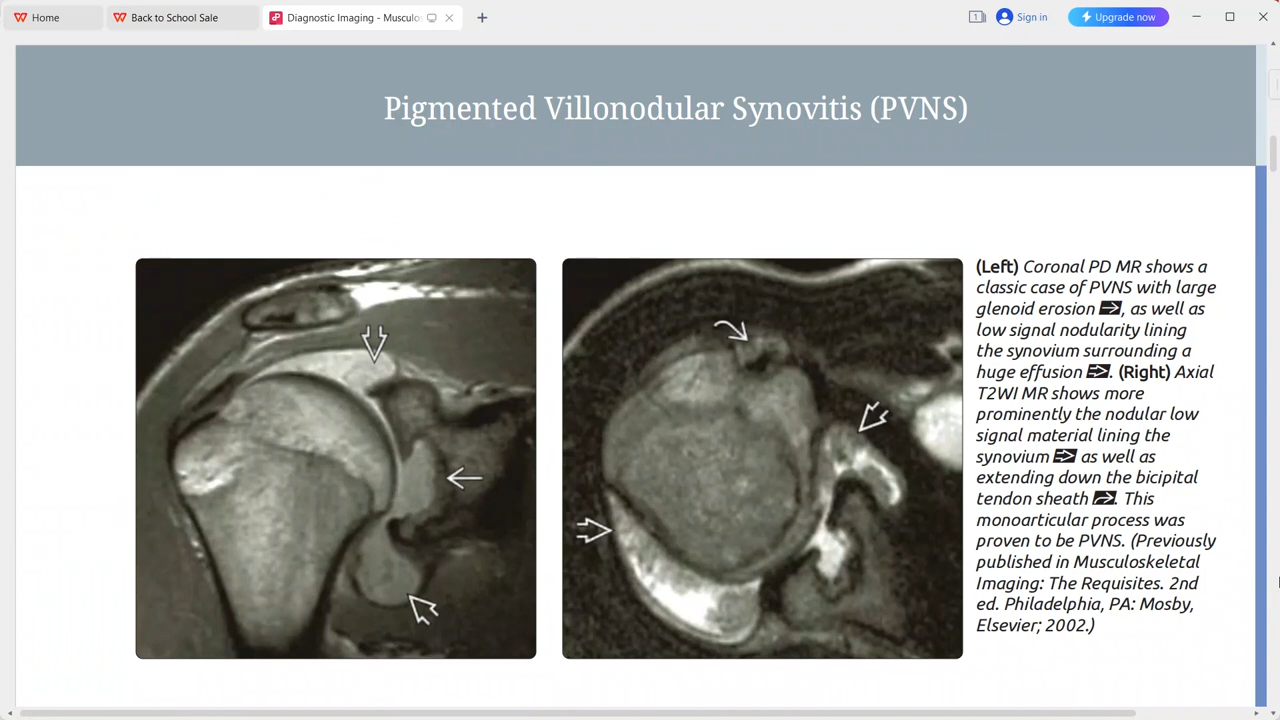 Home
Back to School Sale
Diagnostic Imaging - Musculo
1
Sign in
Upgrade now
Pigmented Villonodular Synovitis (PVNS)
(Left) Coronal PD MR shows a
classic case of PVNS with large
glenoid erosion , as well as
low signal nodularity lining
the synovium surrounding a
huge effusion . (Right) Axial
T2WI MR shows more
prominently the nodular low
signal material lining the
synovium as well as
extending down the bicipital
tendon sheath . This
monoarticular process was
proven to be PVNS. (Previously
published in Musculoskeletal
Imaging: The Requisites. 2nd
ed. Philadelphia, PA: Mosby,
Elsevier; 2002.)